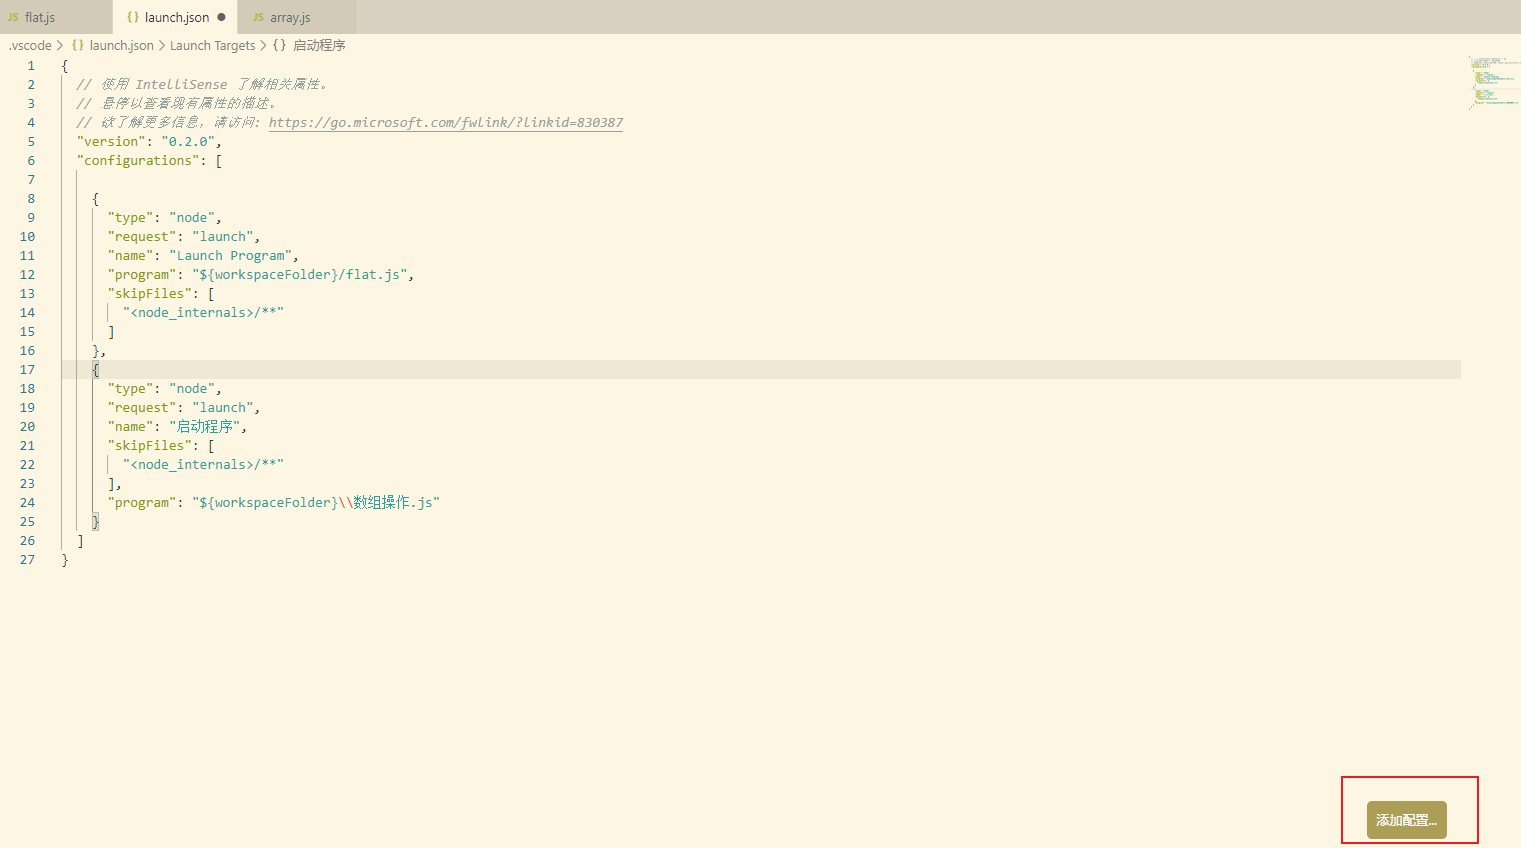 JS flat.js {} launch.json ● JS array.js
.vscode > {} launch.json > Launch Targets > {} 启动程序
1 {
2 // 使用 IntelliSense 了解相关属性。
3 // 悬停以查看现有属性的描述。
4 // 欲了解更多信息，请访问: https://go.microsoft.com/fwlink/?linkid=830387
5 "version": "0.2.0",
6 "configurations": [
7
8 {
9 "type": "node",
10 "request": "launch",
11 "name": "Launch Program",
12 "program": "${workspaceFolder}/flat.js",
13 "skipFiles": [
14 "<node_internals>/**"
15 ]
16 },
17 {
18 "type": "node",
19 "request": "launch",
20 "name": "启动程序",
21 "skipFiles": [
22 "<node_internals>/**"
23 ],
24 "program": "${workspaceFolder}\\数组操作.js"
25 }
26 ]
27 }
添加配置...